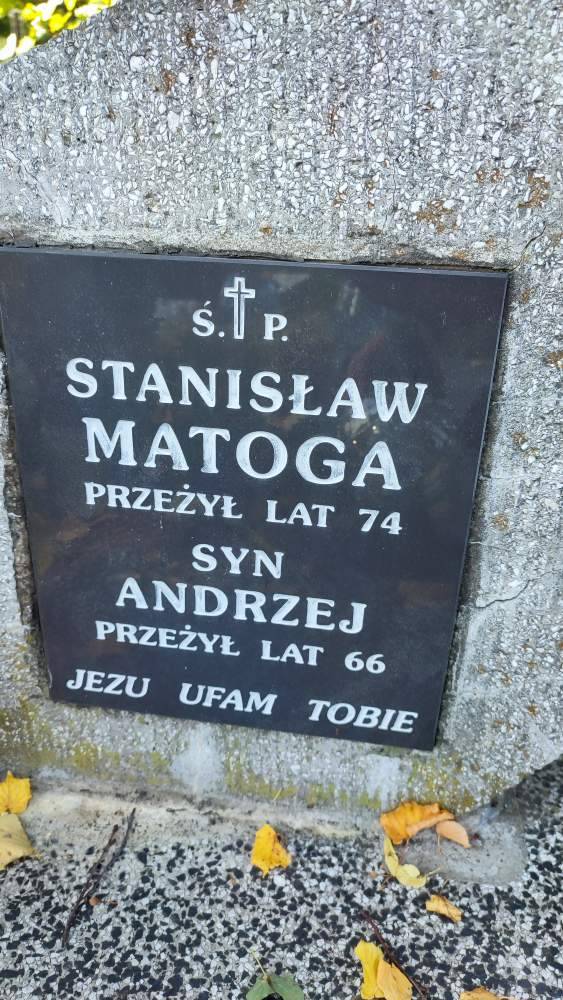 Ś. P.
STANISŁAW
MATOGA
PRZEŻYŁ LAT 74
SYN
ANDRZEJ
PRZEŻYŁ LAT 66
JEZU UFAM TOBIE